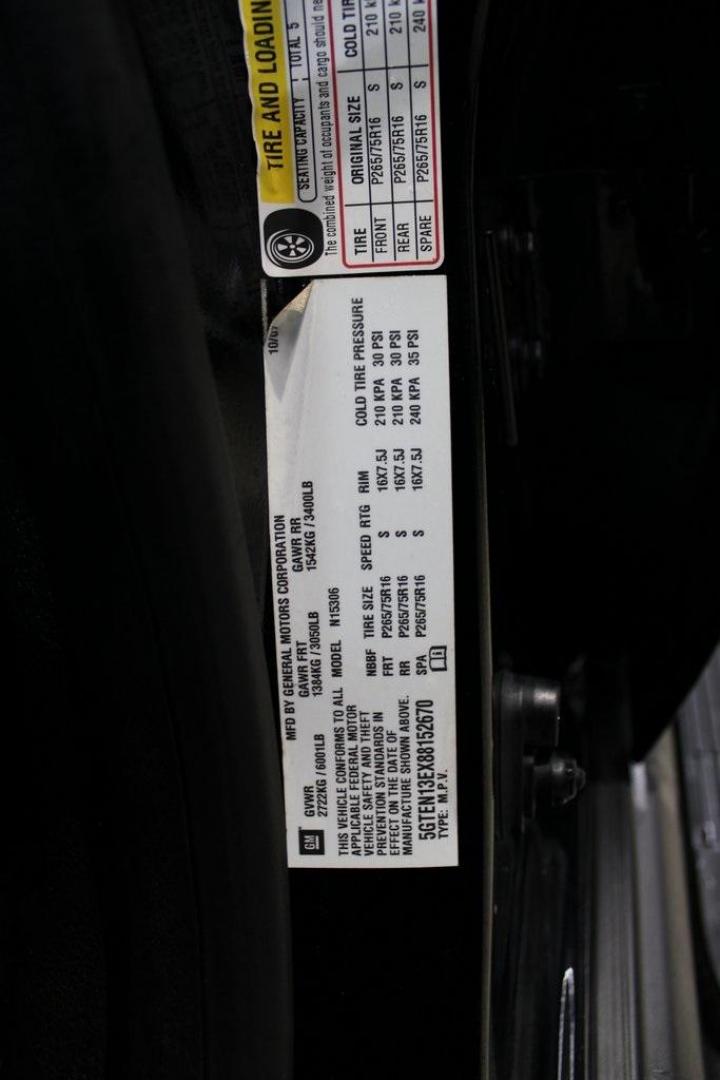 TIRE AND LOADIN
SEATING CAPACITY TOTAL 5
The combined weight of occupants and cargo should ne
TIRE ORIGINAL SIZE COLD TIR
FRONT P265/75R16 S 210 k
REAR P265/75R16 S 210 k
SPARE P265/75R16 S 240 k
10/07
MFD BY GENERAL MOTORS CORPORATION
GM GVWR GAWR FRT GAWR RR
2722KG / 6001LB 1384KG / 3050LB 1542KG / 3400LB
THIS VEHICLE CONFORMS TO ALL
APPLICABLE FEDERAL MOTOR
VEHICLE SAFETY AND THEFT
PREVENTION STANDARDS IN
EFFECT ON THE DATE OF
MANUFACTURE SHOWN ABOVE.
5GTEN13EX88152670
TYPE: M.P.V.
MODEL N15306
NBBF TIRE SIZE SPEED RTG RIM COLD TIRE PRESSURE
FRT P265/75R16 S 16X7.5J 210 KPA 30 PSI
RR P265/75R16 S 16X7.5J 210 KPA 30 PSI
SPA P265/75R16 S 16X7.5J 240 KPA 35 PSI